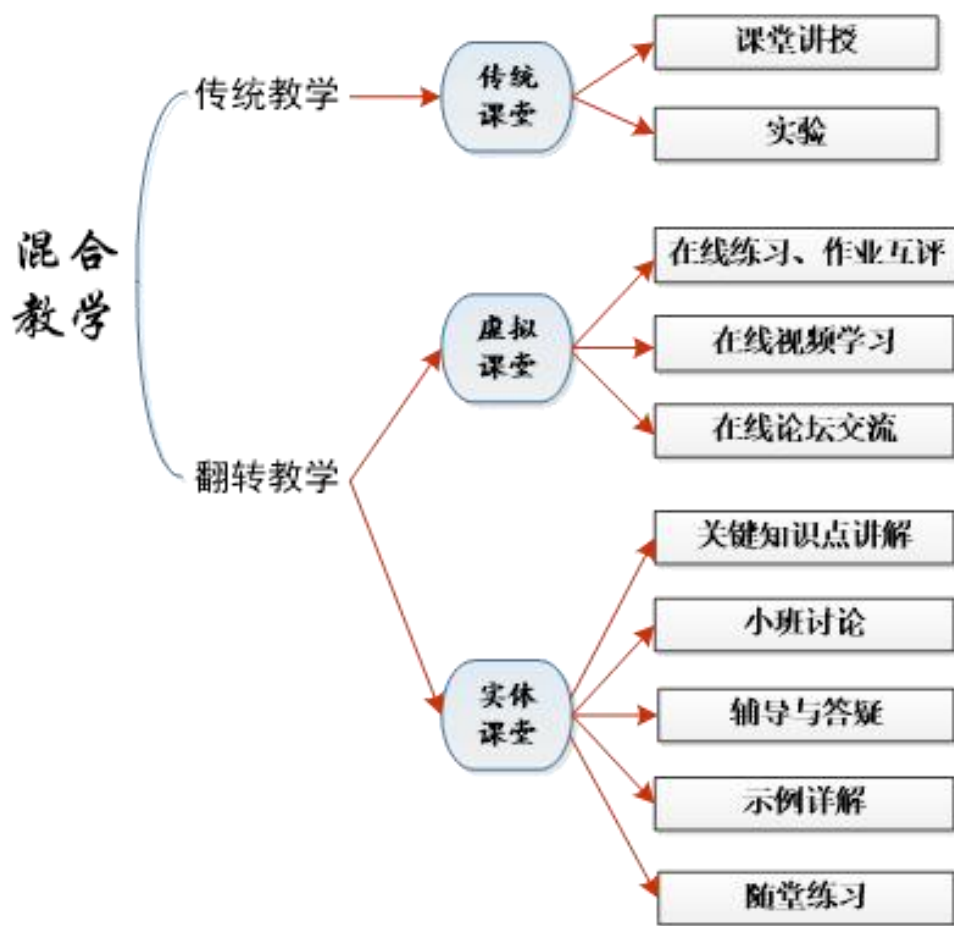 混合
教学
传统教学
传统
课堂
课堂讲授
实验
翻转教学
虚拟
课堂
在线练习、作业互评
在线视频学习
在线论坛交流
实体
课堂
关键知识点讲解
小班讨论
辅导与答疑
示例详解
随堂练习